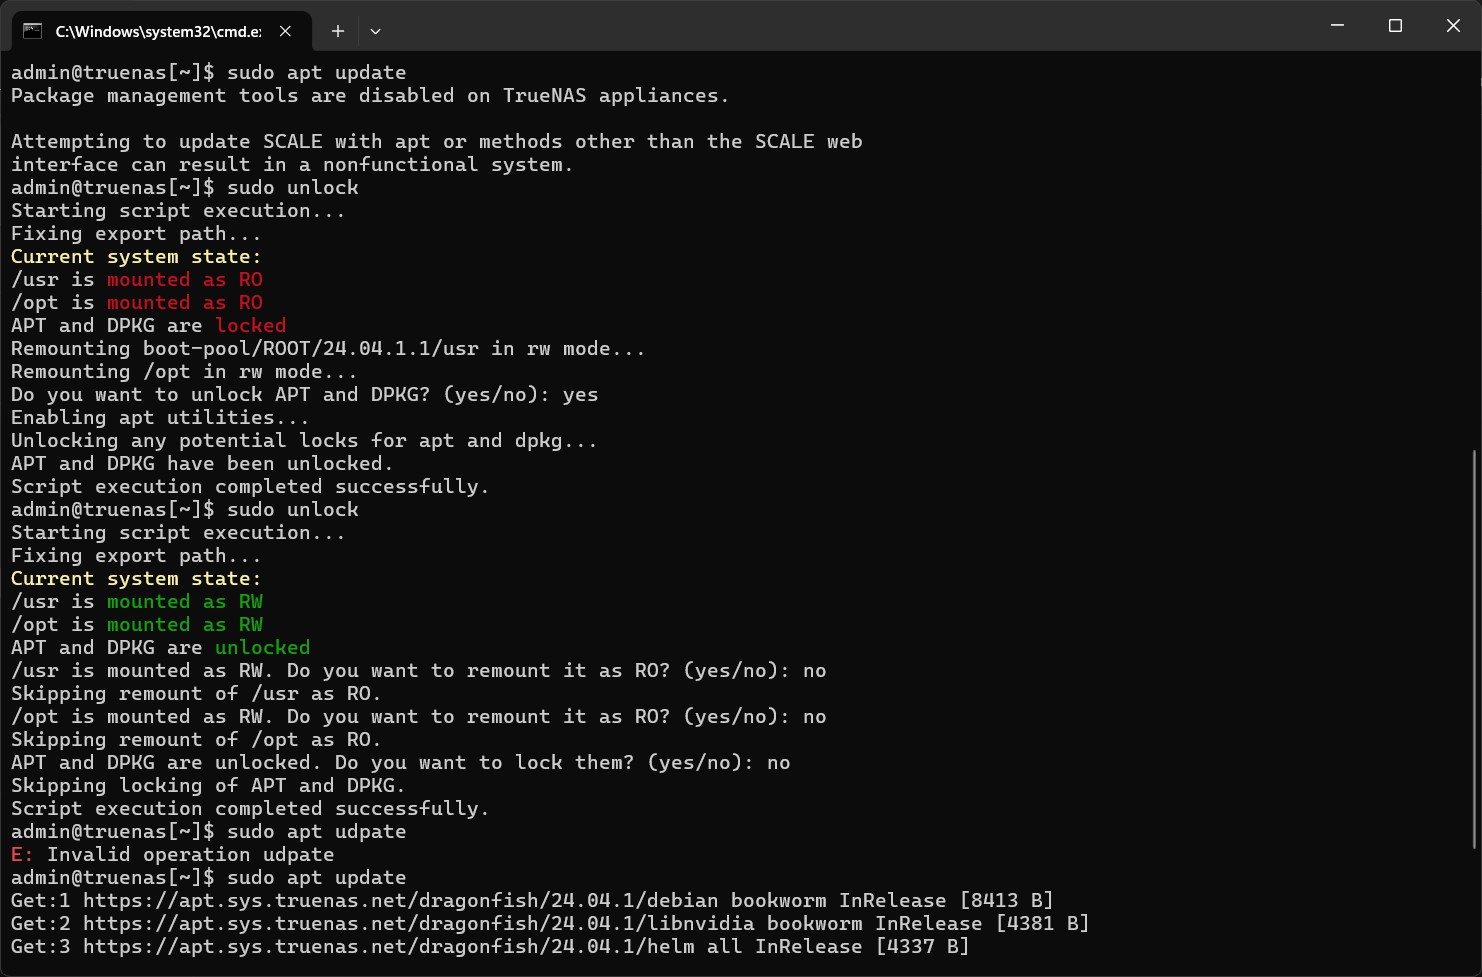 C:\Windows\system32\cmd.e
admin@truenas[~]$ sudo apt update
Package management tools are disabled on TrueNAS appliances.
Attempting to update SCALE with apt or methods other than the SCALE web
interface can result in a nonfunctional system.
admin@truenas[~]$ sudo unlock
Starting script execution...
Fixing export path...
Current system state:
/usr is mounted as RO
/opt is mounted as RO
APT and DPKG are locked
Remounting boot-pool/ROOT/24.04.1.1/usr in rw mode...
Remounting /opt in rw mode...
Do you want to unlock APT and DPKG? (yes/no): yes
Enabling apt utilities...
Unlocking any potential locks for apt and dpkg...
APT and DPKG have been unlocked.
Script execution completed successfully.
admin@truenas[~]$ sudo unlock
Starting script execution...
Fixing export path...
Current system state:
/usr is mounted as RW
/opt is mounted as RW
APT and DPKG are unlocked
/usr is mounted as RW. Do you want to remount it as RO? (yes/no): no
Skipping remount of /usr as RO.
/opt is mounted as RW. Do you want to remount it as RO? (yes/no): no
Skipping remount of /opt as RO.
APT and DPKG are unlocked. Do you want to lock them? (yes/no): no
Skipping locking of APT and DPKG.
Script execution completed successfully.
admin@truenas[~]$ sudo apt udpate
E: Invalid operation udpate
admin@truenas[~]$ sudo apt update
Get:1 https://apt.sys.truenas.net/dragonfish/24.04.1/debian bookworm InRelease [8413 B]
Get:2 https://apt.sys.truenas.net/dragonfish/24.04.1/libnvidia bookworm InRelease [4381 B]
Get:3 https://apt.sys.truenas.net/dragonfish/24.04.1/helm all InRelease [4337 B]